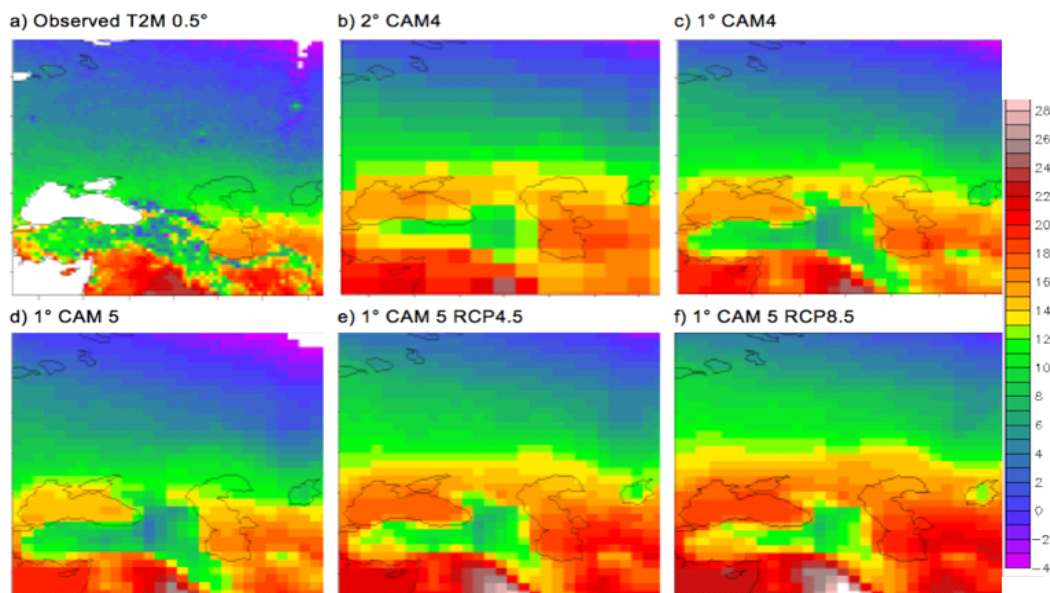 a) Observed T2M 0.5°
b) 2° CAM4
c) 1° CAM4
28
26
24
22
20
18
16
14
12
10
8
6
4
2
0
−2
−4
d) 1° CAM 5
e) 1° CAM 5 RCP4.5
f) 1° CAM 5 RCP8.5